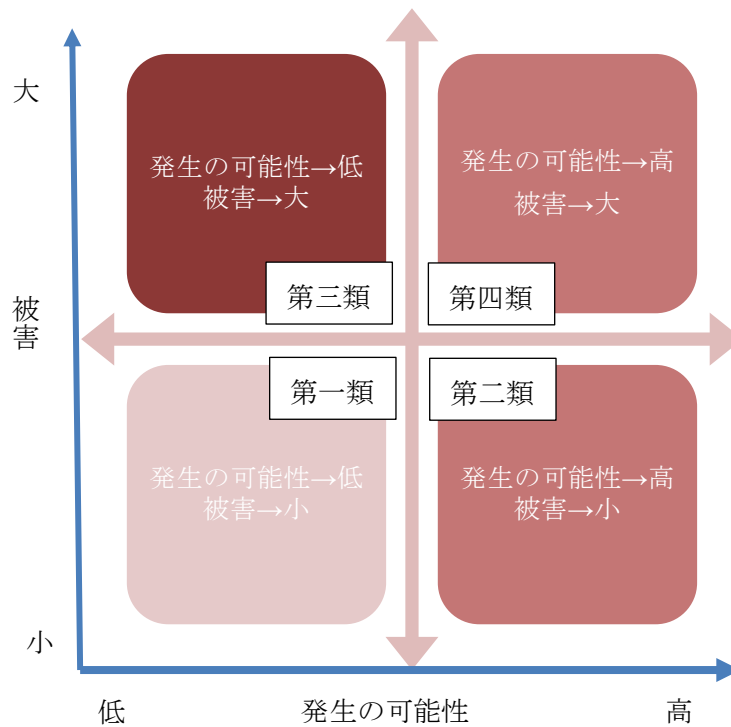 大
発生の可能性→低
被害→大
発生の可能性→高
被害→大
第三類
第四類
被害
第一類
第二類
発生の可能性→低
被害→小
発生の可能性→高
被害→小
小
低
発生の可能性
高